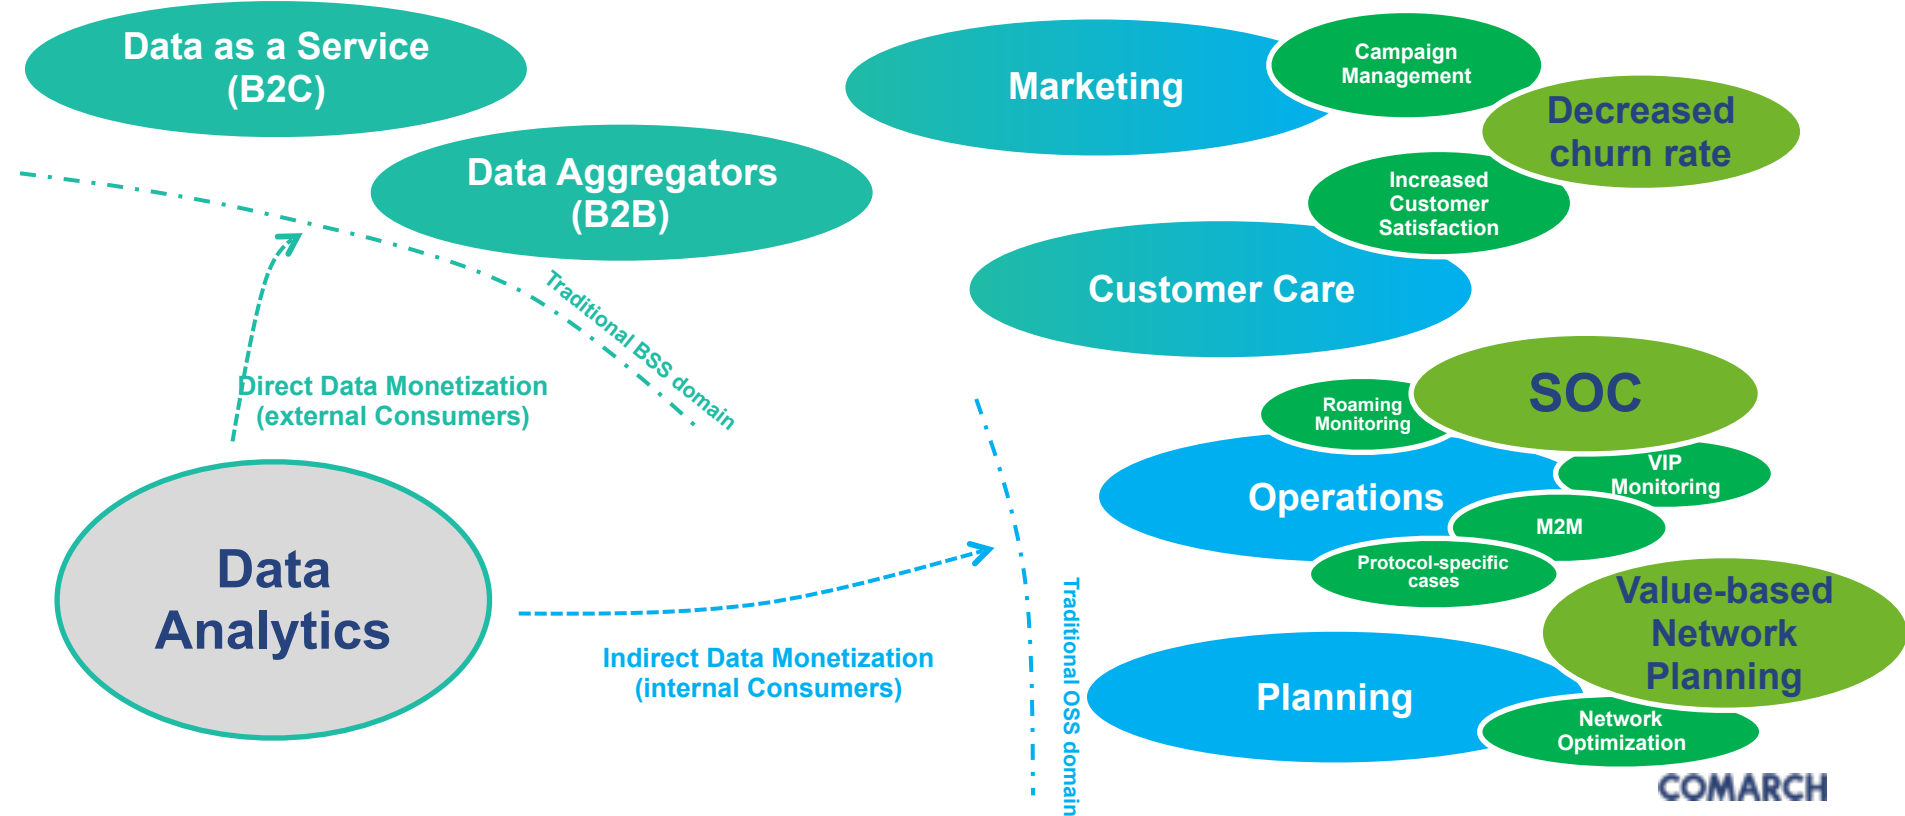 Data as a Service
(B2C)
Data Aggregators
(B2B)
Traditional BSS domain
Direct Data Monetization
(external Consumers)
Data
Analytics
Indirect Data Monetization
(internal Consumers)
Traditional OSS domain
Marketing
Campaign
Management
Decreased
churn rate
Increased
Customer
Satisfaction
Customer Care
SOC
Roaming
Monitoring
Operations
VIP
Monitoring
M2M
Protocol-specific
cases
Value-based
Network
Planning
Planning
Network
Optimization
COMARCH